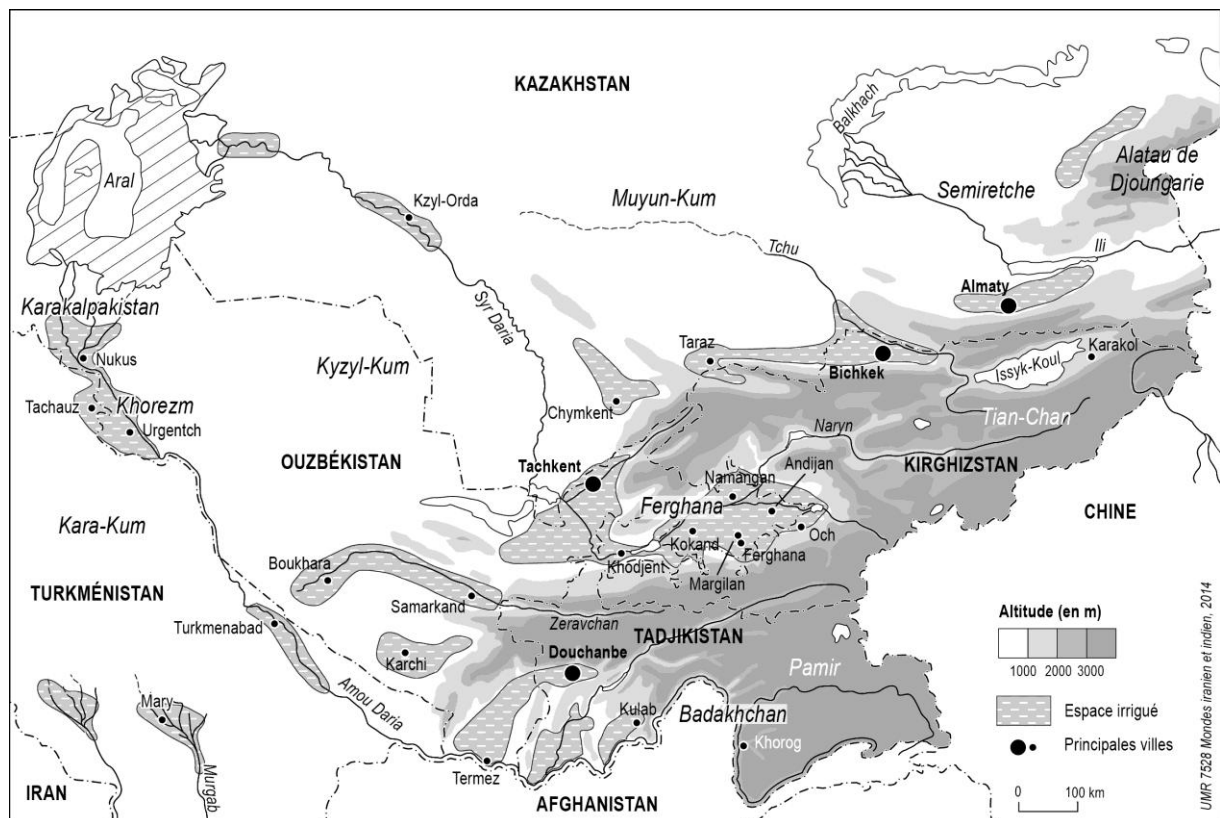 KAZAKHSTAN
Balkhach
Alatau de
Djoungarie
Aral
Semiretche
Kzyl-Orda
Muyun-Kum
Tchu
Ili
Syr Daria
Almaty
Karakalpakistan
Nukus
Kyzyl-Kum
Taraz
Bichkek
Issyk-Koul
Karakol
Tachauz
Khorezm
Urgentch
Chymkent
Tian-Chan
Naryn
OUZBÉKISTAN
Tachkent
Andijan
KIRGHIZSTAN
Namangan
Ferghana
CHINE
Kara-Kum
Kokand
Och
Ferghana
Khodjent
Margilan
Boukhara
TURKMÉNISTAN
Samarkand
Zeravchan
Turkmenabad
TADJIKISTAN
Douchanbe
Karchi
Pamir
Mary
Amou Daria
Kulab
Badakhchan
Khorog
Murgab
Termez
IRAN
AFGHANISTAN
Altitude (en m)
1000 2000 3000
Espace irrigué
Principales villes
0 100 km
UMR 7528 Mondes iranien et indien, 2014